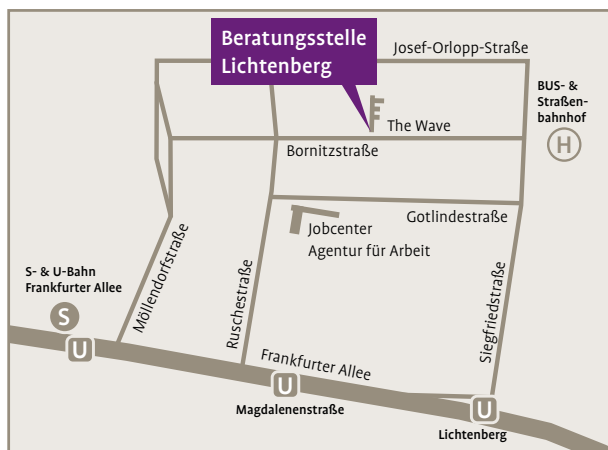 Beratungsstelle
Lichtenberg
Josef-Orlopp-Straße
BUS- &
Straßen-
bahnhof
H
The Wave
Bornitzstraße
Gotlindestraße
Jobcenter
Agentur für Arbeit
S- & U-Bahn
Frankfurter Allee
S
U
Möllendorfstraße
Ruschestraße
Siegfriedstraße
Frankfurter Allee
U
Magdalenenstraße
U
Lichtenberg